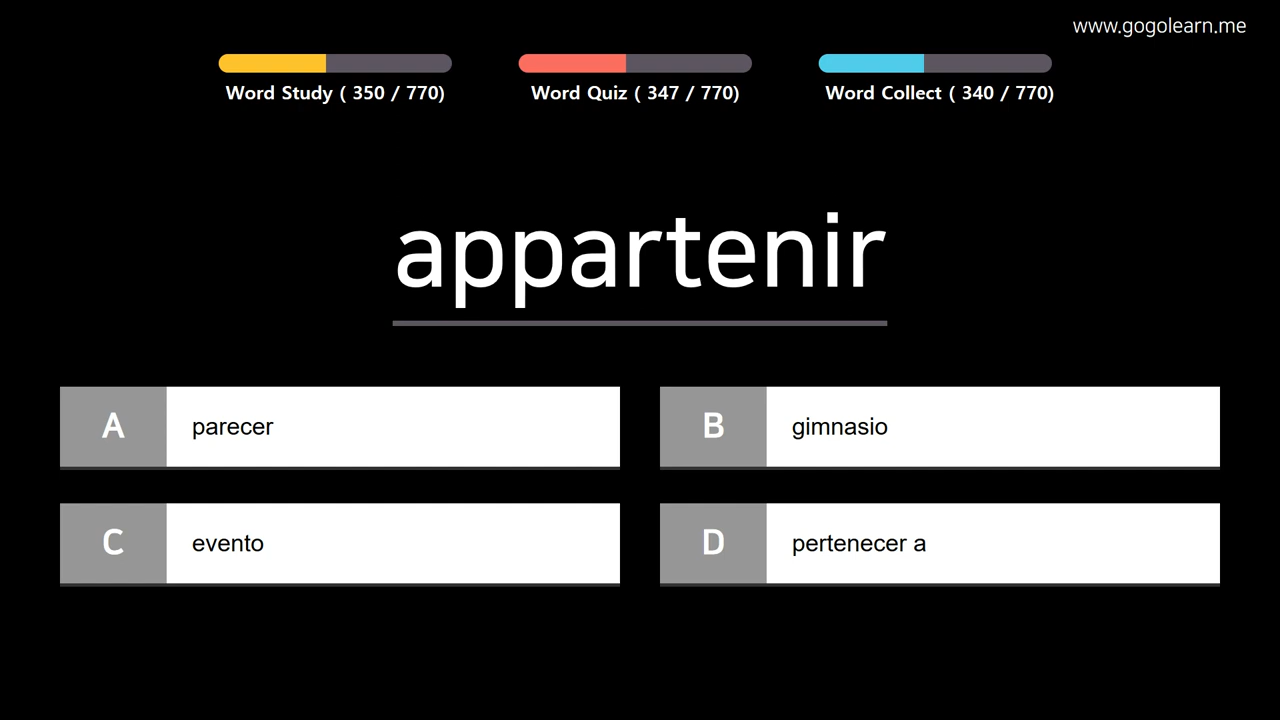 www.gogolearn.me
Word Study ( 350 / 770)
Word Quiz ( 347 / 770)
Word Collect ( 340 / 770)
appartenir
A parecer
B gimnasio
C evento
D pertenecer a